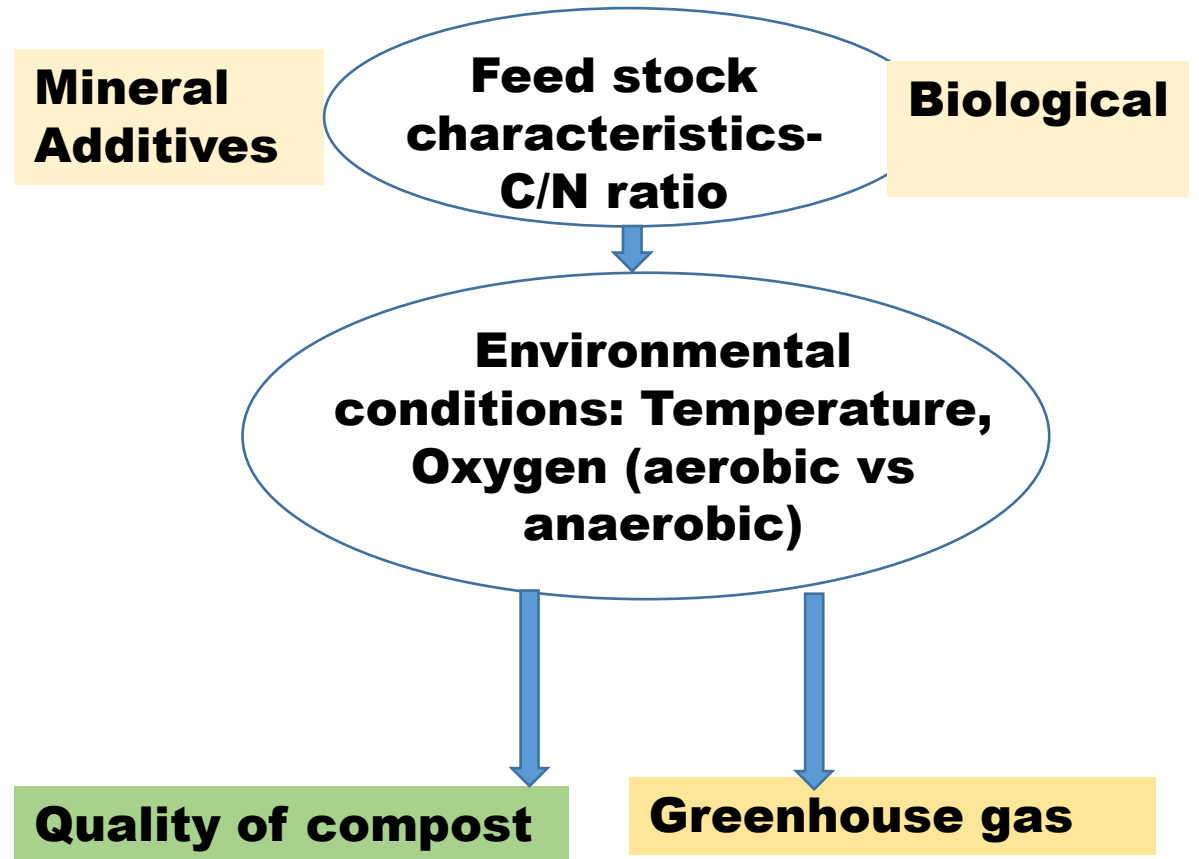 Mineral
Additives
Feed stock
characteristics-
C/N ratio
Biological
Environmental
conditions: Temperature,
Oxygen (aerobic vs
anaerobic)
Quality of compost
Greenhouse gas